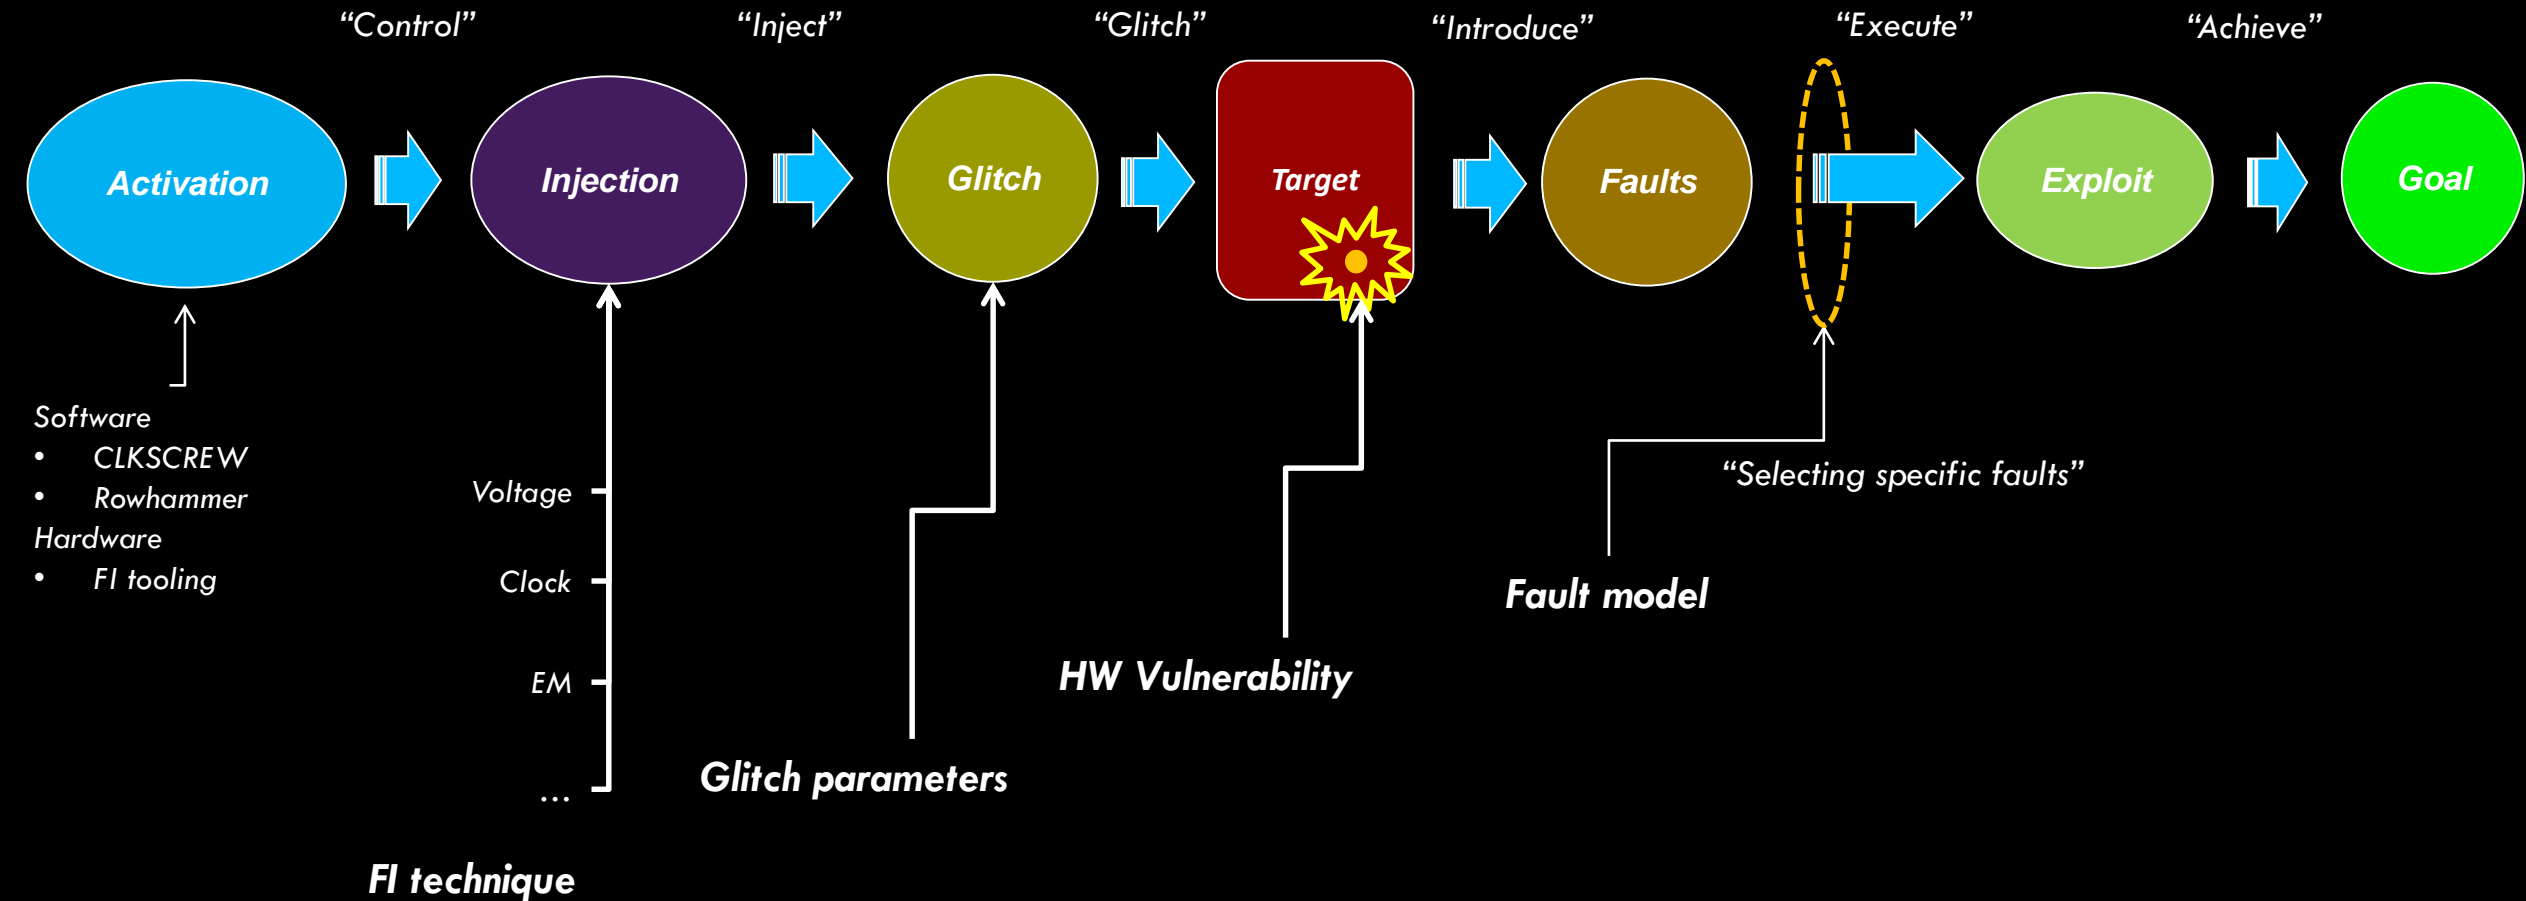 “Control”
“Inject”
“Glitch”
“Introduce”
“Execute”
“Achieve”
Activation
Injection
Glitch
Target
Faults
Exploit
Goal
Software
• CLKSCREW
• Rowhammer
Hardware
• FI tooling
Voltage
Clock
EM
...
FI technique
Glitch parameters
HW Vulnerability
Fault model
“Selecting specific faults”